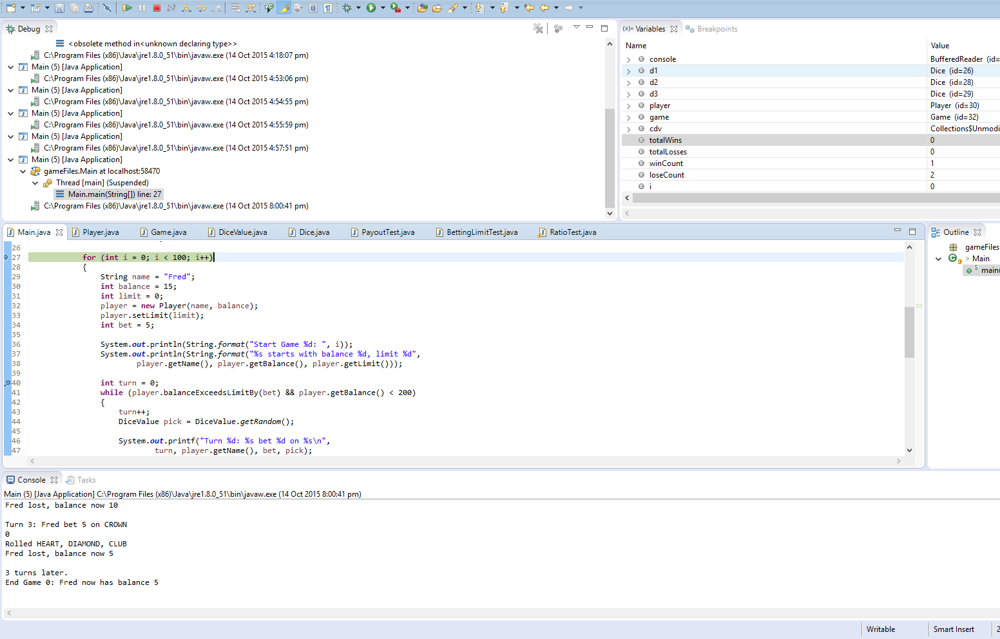 Debug
<obsolete method in<unknown declaring type>>
C:\Program Files (x86)\Java\jre1.8.0_51\bin\javaw.exe (14 Oct 2015 4:18:07 pm)
Main (5) [Java Application]
C:\Program Files (x86)\Java\jre1.8.0_51\bin\javaw.exe (14 Oct 2015 4:53:06 pm)
Main (5) [Java Application]
C:\Program Files (x86)\Java\jre1.8.0_51\bin\javaw.exe (14 Oct 2015 4:54:55 pm)
Main (5) [Java Application]
C:\Program Files (x86)\Java\jre1.8.0_51\bin\javaw.exe (14 Oct 2015 4:55:59 pm)
Main (5) [Java Application]
C:\Program Files (x86)\Java\jre1.8.0_51\bin\javaw.exe (14 Oct 2015 4:57:51 pm)
Main (5) [Java Application]
gameFiles.Main at localhost:58470
Thread [main] (Suspended)
Main.main(String[]) line: 27
C:\Program Files (x86)\Java\jre1.8.0_51\bin\javaw.exe (14 Oct 2015 8:00:41 pm)
(x)= Variables Breakpoints
Name Value
console BufferedReader (id=
d1 Dice (id=26)
d2 Dice (id=28)
d3 Dice (id=29)
player Player (id=30)
game Game (id=32)
cdv Collections$Unmodi
totalWins 0
totalLosses 0
winCount 1
loseCount 2
i 0
Main.java Player.java Game.java DiceValue.java Dice.java PayoutTest.java BettingLimitTest.java RatioTest.java
26
27 for (int i = 0; i < 100; i++)
28 {
29 String name = "Fred";
30 int balance = 15;
31 int limit = 0;
32 player = new Player(name, balance);
33 player.setLimit(limit);
34 int bet = 5;
35
36 System.out.println(String.format("Start Game %d: ", i));
37 System.out.println(String.format("%s starts with balance %d, limit %d",
38 player.getName(), player.getBalance(), player.getLimit()));
39
40 int turn = 0;
41 while (player.balanceExceedsLimitBy(bet) && player.getBalance() < 200)
42 {
43 turn++;
44 DiceValue pick = DiceValue.getRandom();
45
46 System.out.printf("Turn %d: %s bet %d on %s\n",
47 turn, player.getName(), bet, pick);
Outline
gameFiles
> Main
main(
Console Tasks
Main (5) [Java Application] C:\Program Files (x86)\Java\jre1.8.0_51\bin\javaw.exe (14 Oct 2015 8:00:41 pm)
Fred lost, balance now 10
Turn 3: Fred bet 5 on CROWN
0
Rolled HEART, DIAMOND, CLUB
Fred lost, balance now 5
3 turns later.
End Game 0: Fred now has balance 5
Writable Smart Insert 2